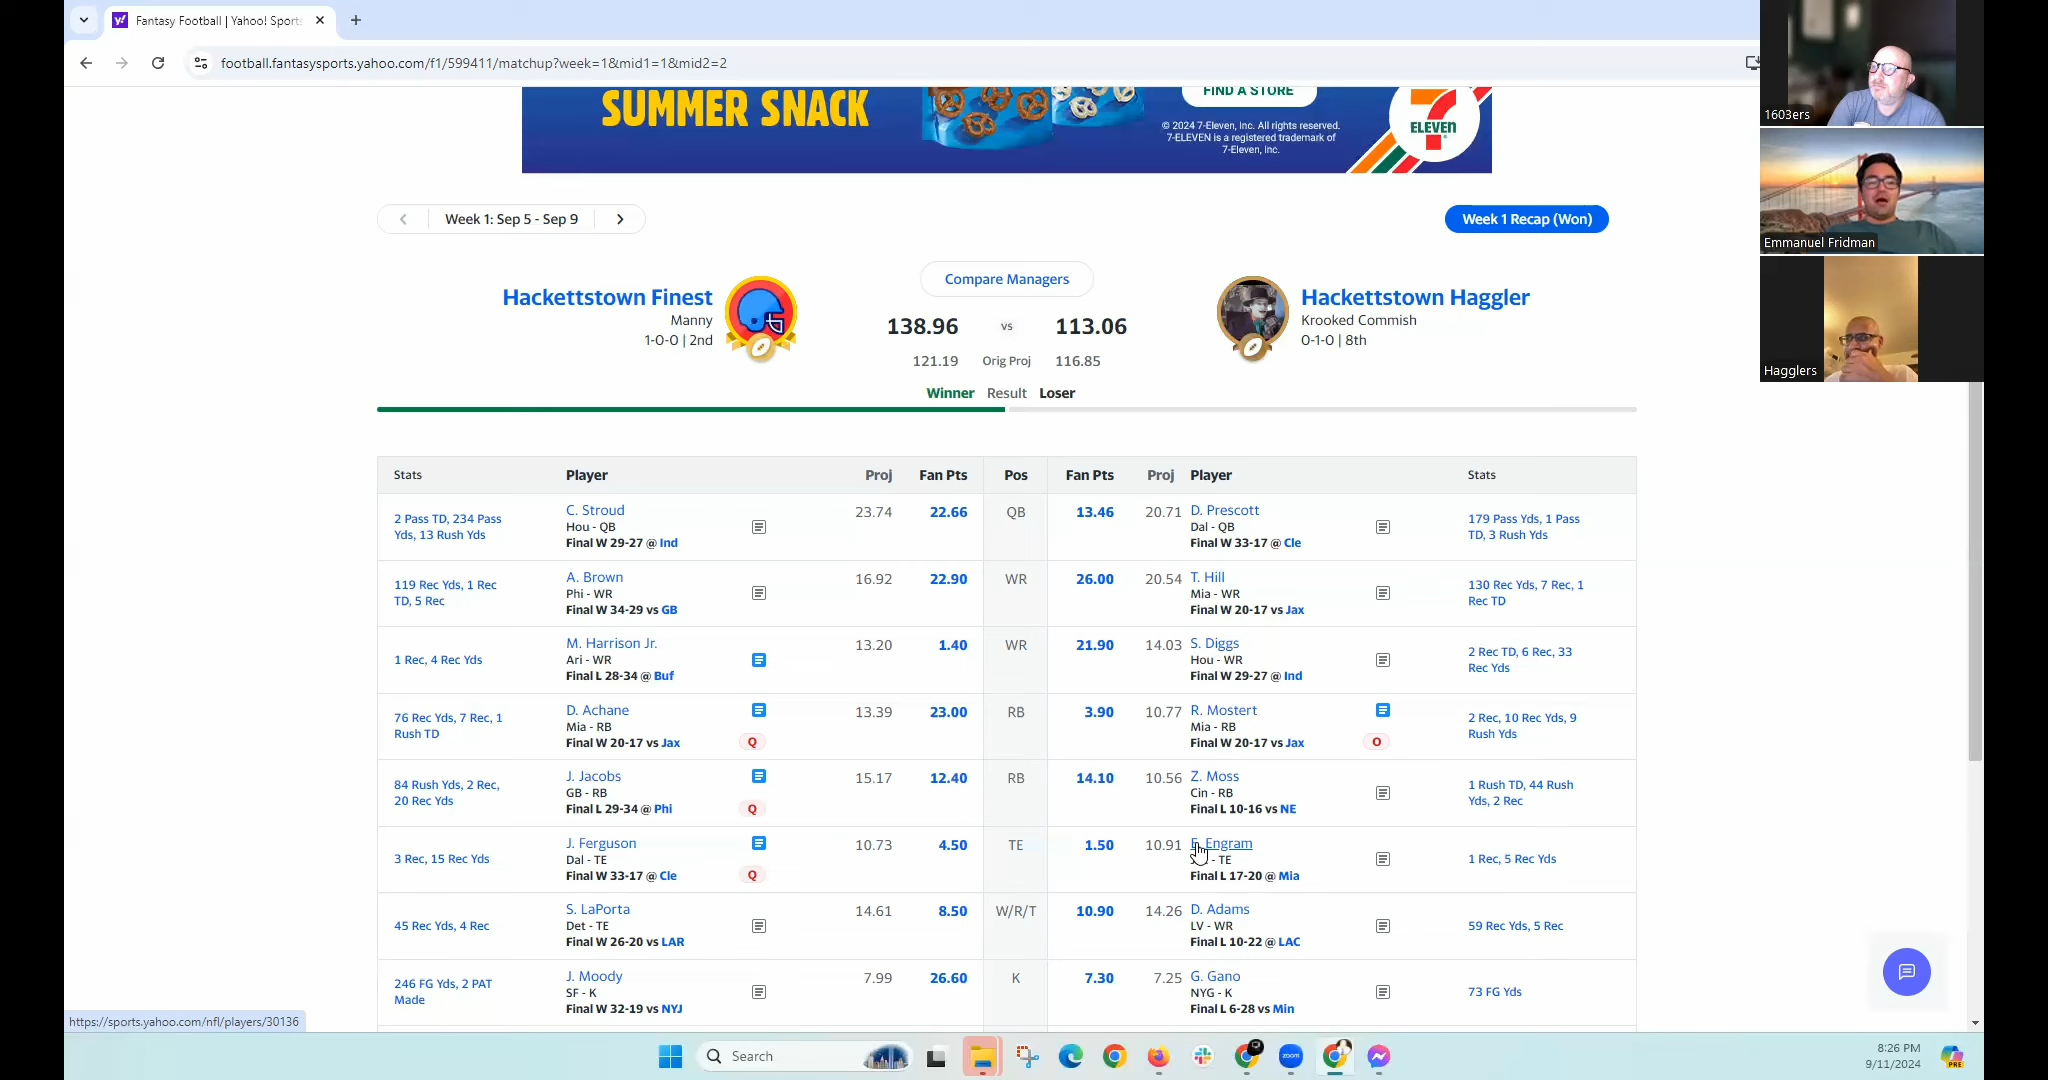 Fantasy Football | Yahoo! Sports
football.fantasysports.yahoo.com/f1/599411/matchup?week=1&mid1=1&mid2=2
SUMMER SNACK
FIND A STORE
© 2024 7-Eleven, Inc. All rights reserved.
7-ELEVEN is a registered trademark of
7-Eleven, Inc.
7
ELEVEN
1603ers
Emmanuel Fridman
Hagglers
Week 1: Sep 5 - Sep 9
Week 1 Recap (Won)
Compare Managers
Hackettstown Finest
Manny
1-0-0 | 2nd
138.96 vs 113.06
121.19 Orig Proj 116.85
Winner Result Loser
Hackettstown Haggler
Krooked Commish
0-1-0 | 8th
Stats Player Proj Fan Pts Pos Fan Pts Proj Player Stats
2 Pass TD, 234 Pass
Yds, 13 Rush Yds
C. Stroud
Hou - QB
Final W 29-27 @ Ind
23.74 22.66 QB 13.46 20.71
D. Prescott
Dal - QB
Final W 33-17 @ Cle
179 Pass Yds, 1 Pass
TD, 3 Rush Yds
119 Rec Yds, 1 Rec
TD, 5 Rec
A. Brown
Phi - WR
Final W 34-29 vs GB
16.92 22.90 WR 26.00 20.54
T. Hill
Mia - WR
Final W 20-17 vs Jax
130 Rec Yds, 7 Rec, 1
Rec TD
1 Rec, 4 Rec Yds
M. Harrison Jr.
Ari - WR
Final L 28-34 @ Buf
13.20 1.40 WR 21.90 14.03
S. Diggs
Hou - WR
Final W 29-27 @ Ind
2 Rec TD, 6 Rec, 33
Rec Yds
76 Rec Yds, 7 Rec, 1
Rush TD
D. Achane
Mia - RB
Final W 20-17 vs Jax
Q
13.39 23.00 RB 3.90 10.77
R. Mostert
Mia - RB
Final W 20-17 vs Jax
O
2 Rec, 10 Rec Yds, 9
Rush Yds
84 Rush Yds, 2 Rec,
20 Rec Yds
J. Jacobs
GB - RB
Final L 29-34 @ Phi
Q
15.17 12.40 RB 14.10 10.56
Z. Moss
Cin - RB
Final L 10-16 vs NE
1 Rush TD, 44 Rush
Yds, 2 Rec
3 Rec, 15 Rec Yds
J. Ferguson
Dal - TE
Final W 33-17 @ Cle
Q
10.73 4.50 TE 1.50 10.91
Engram
- TE
Final L 17-20 @ Mia
1 Rec, 5 Rec Yds
45 Rec Yds, 4 Rec
S. LaPorta
Det - TE
Final W 26-20 vs LAR
14.61 8.50 W/R/T 10.90 14.26
D. Adams
LV - WR
Final L 10-22 @ LAC
59 Rec Yds, 5 Rec
246 FG Yds, 2 PAT
Made
J. Moody
SF - K
Final W 32-19 vs NYJ
7.99 26.60 K 7.30 7.25
G. Gano
NYG - K
Final L 6-28 vs Min
73 FG Yds
https://sports.yahoo.com/nfl/players/30136
Search
zoom
PRE
8:26 PM
9/11/2024